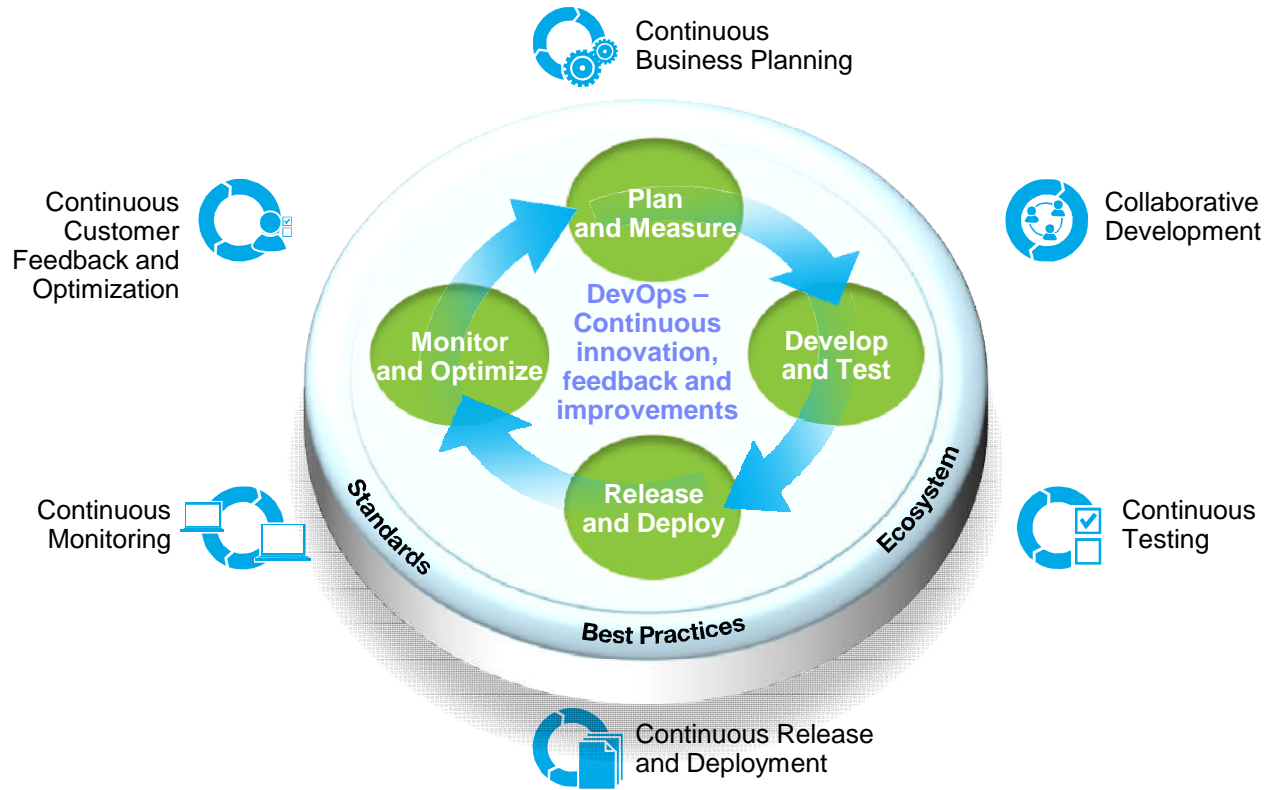 Continuous
Business Planning
Continuous
Customer
Feedback and
Optimization
Collaborative
Development
Plan
and Measure
DevOps –
Continuous
innovation,
feedback and
improvements
Monitor
and Optimize
Develop
and Test
Release
and Deploy
Standards
Best Practices
Ecosystem
Continuous
Monitoring
Continuous
Testing
Continuous Release
and Deployment